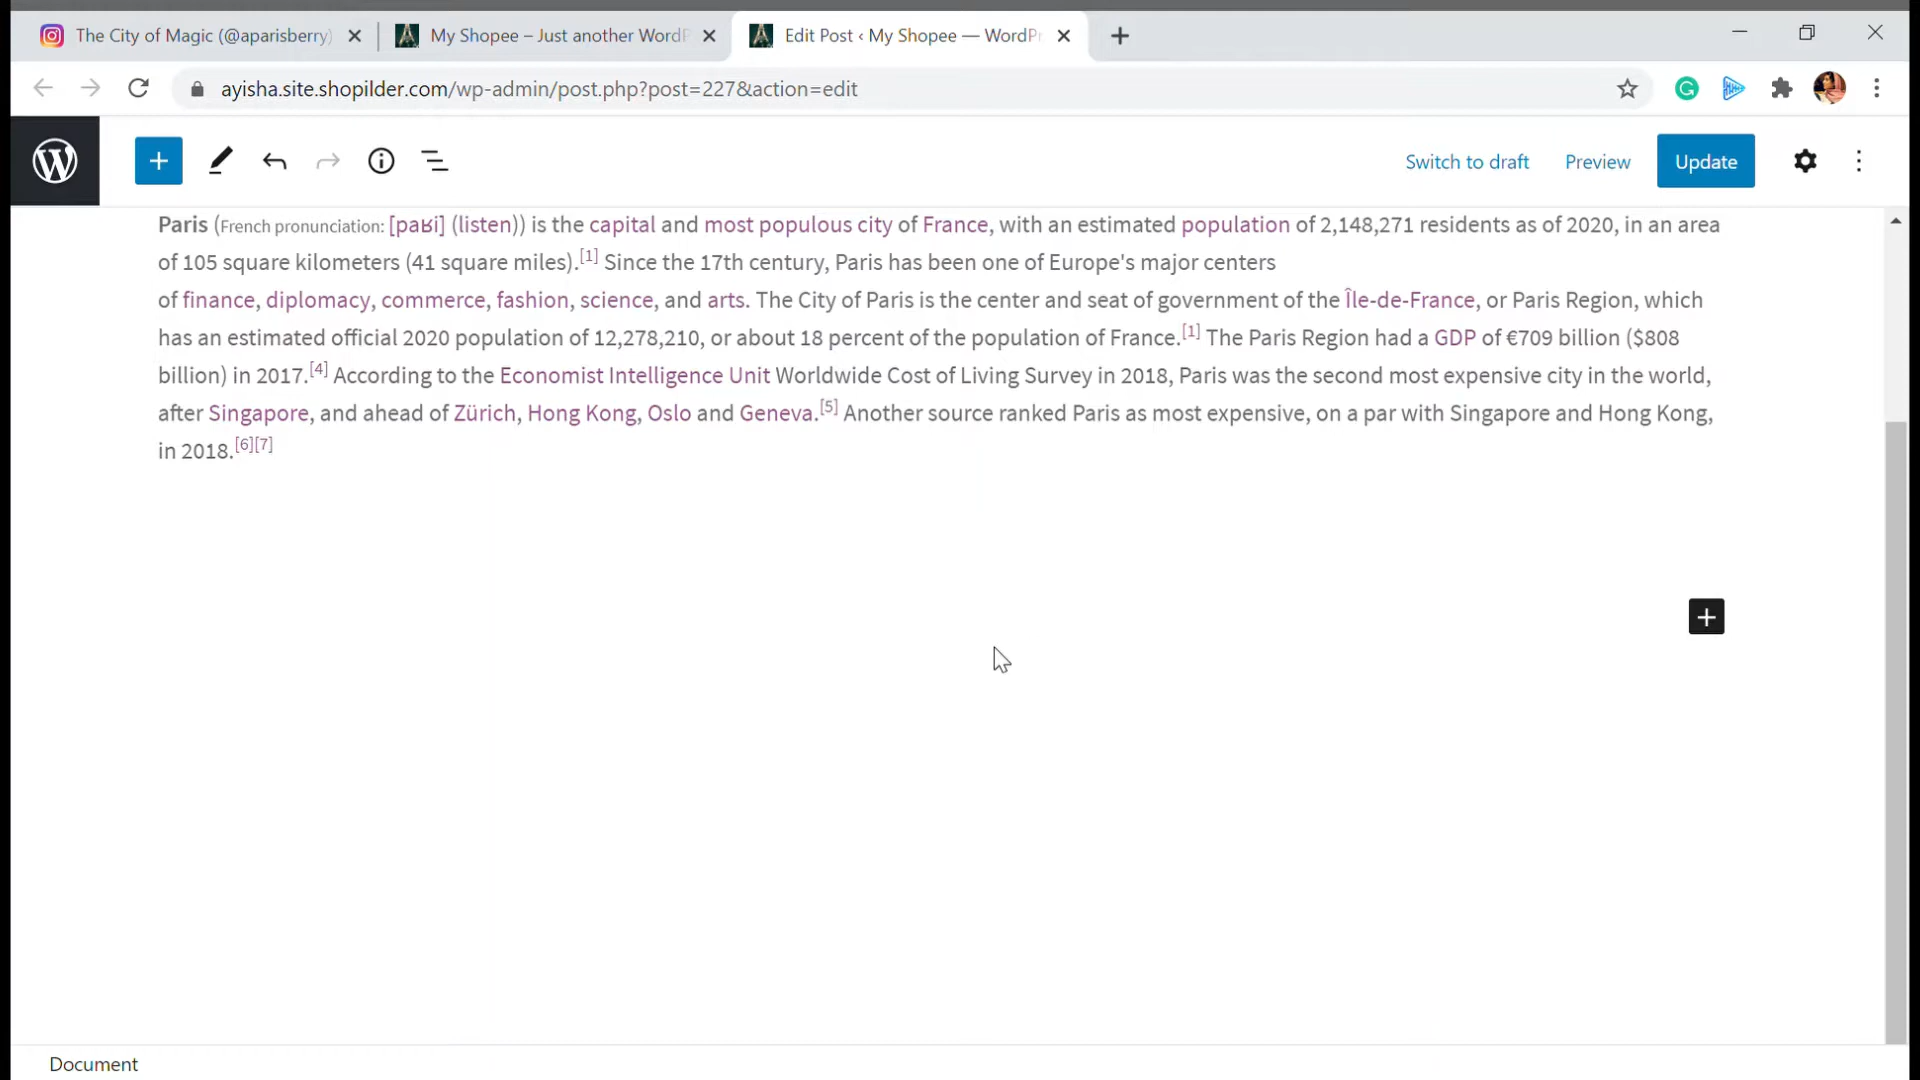 The City of Magic (@aparisberry)
My Shopee – Just another WordP
Edit Post ‹ My Shopee — WordPr
ayisha.site.shopilder.com/wp-admin/post.php?post=227&action=edit
Switch to draft
Preview
Update
Paris (French pronunciation: [paʁi] (listen)) is the capital and most populous city of France, with an estimated population of 2,148,271 residents as of 2020, in an area
of 105 square kilometers (41 square miles).[1] Since the 17th century, Paris has been one of Europe's major centers
of finance, diplomacy, commerce, fashion, science, and arts. The City of Paris is the center and seat of government of the Île-de-France, or Paris Region, which
has an estimated official 2020 population of 12,278,210, or about 18 percent of the population of France.[1] The Paris Region had a GDP of €709 billion ($808
billion) in 2017.[4] According to the Economist Intelligence Unit Worldwide Cost of Living Survey in 2018, Paris was the second most expensive city in the world,
after Singapore, and ahead of Zürich, Hong Kong, Oslo and Geneva.[5] Another source ranked Paris as most expensive, on a par with Singapore and Hong Kong,
in 2018.[6][7]
Document